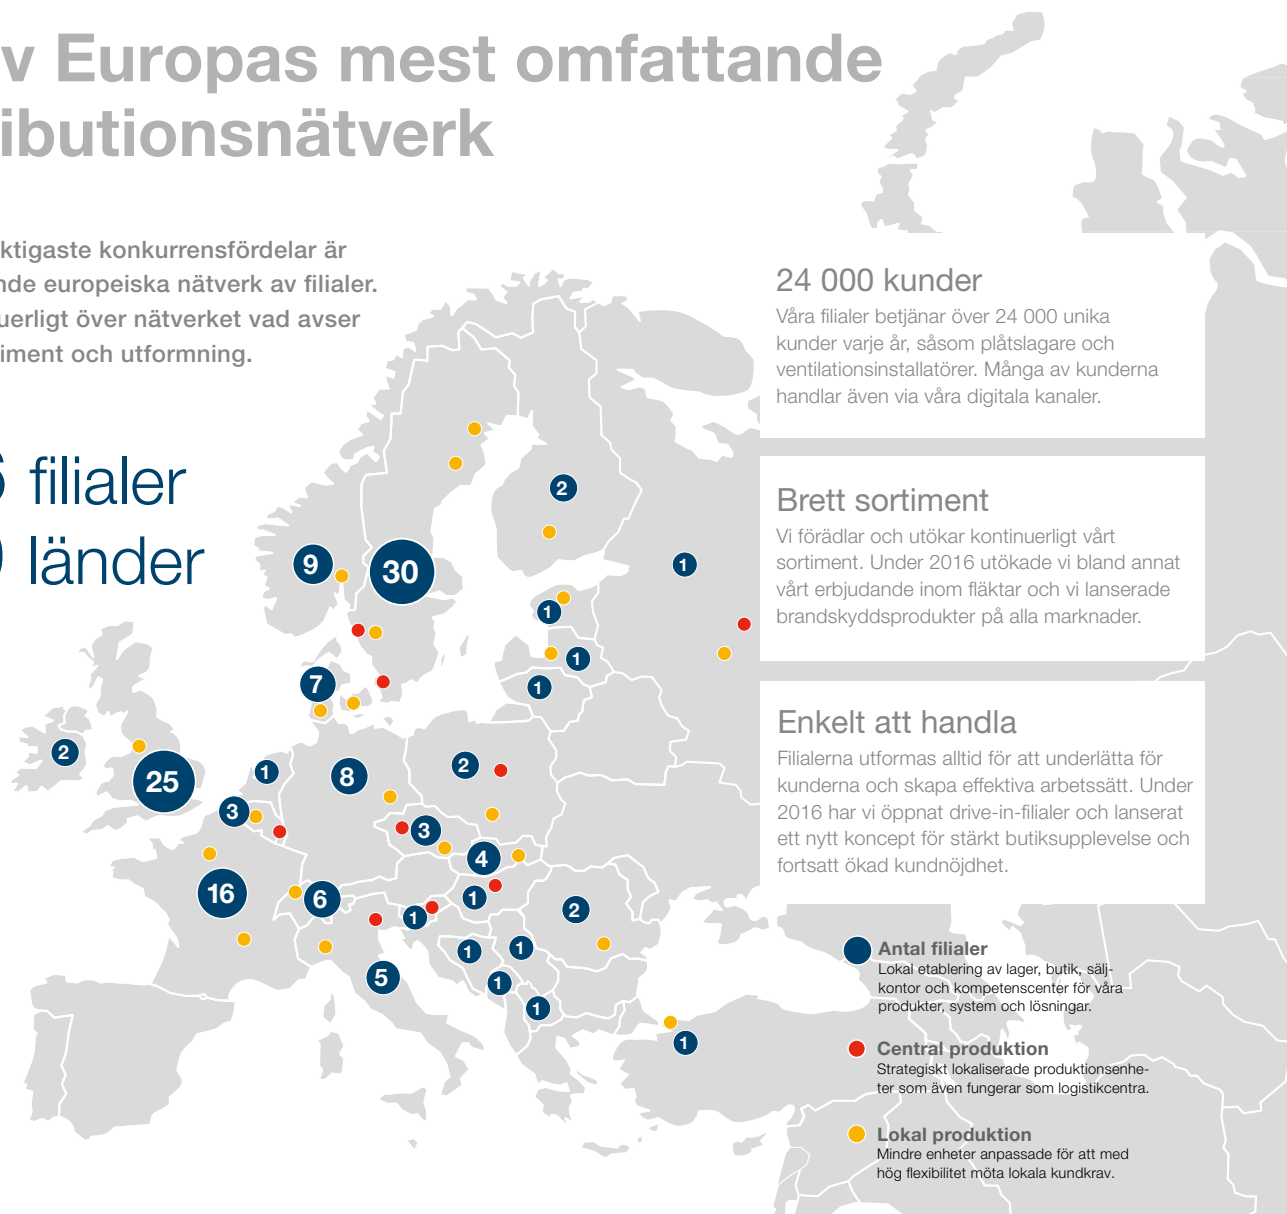 v Europas mest omfattande
ibutionsnätverk
ktigaste konkurrensfördelar är
nde europeiska nätverk av filialer.
uerligt över nätverket vad avser
iment och utformning.
filialer
länder
24 000 kunder
Våra filialer betjänar över 24 000 unika
kunder varje år, såsom plåtslagare och
ventilationsinstallatörer. Många av kunderna
handlar även via våra digitala kanaler.
Brett sortiment
Vi förädlar och utökar kontinuerligt vårt
sortiment. Under 2016 utökade vi bland annat
vårt erbjudande inom fläktar och vi lanserade
brandskyddsprodukter på alla marknader.
Enkelt att handla
Filialerna utformas alltid för att underlätta för
kunderna och skapa effektiva arbetssätt. Under
2016 har vi öppnat drive-in-filialer och lanserat
ett nytt koncept för stärkt butiksupplevelse och
fortsatt ökad kundnöjdhet.
2
9
30
1
1
1
1
7
2
25
1
8
2
3
3
4
16
6
1
1
2
5
1
1
1
1
1
Antal filialer
Lokal etablering av lager, butik, sälj-
kontor och kompetenscenter för våra
produkter, system och lösningar.
Central produktion
Strategiskt lokaliserade produktionsenhe-
ter som även fungerar som logistikcentra.
Lokal produktion
Mindre enheter anpassade för att med
hög flexibilitet möta lokala kundkrav.